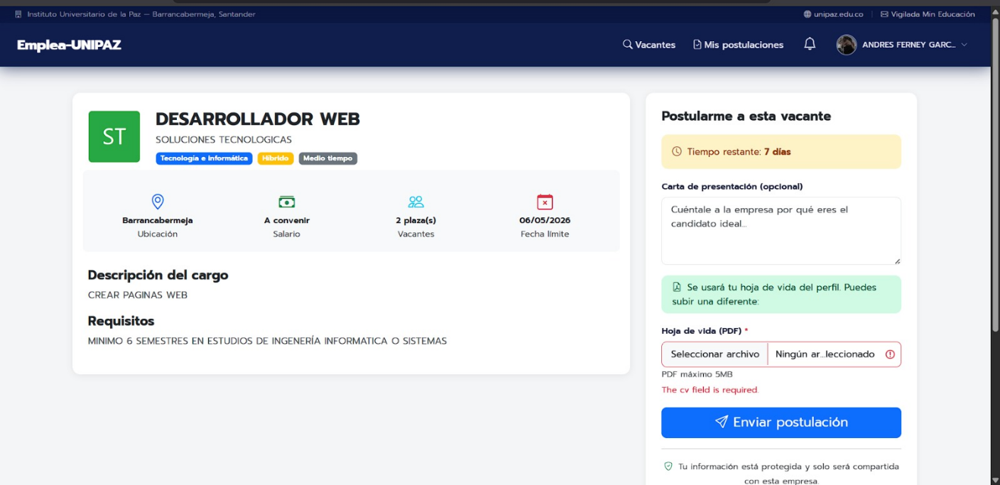 Instituto Universitario de la Paz — Barrancabermeja, Santander
unipaz.edu.co
Vigilada Min Educación
Emplea-UNIPAZ
Vacantes
Mis postulaciones
ANDRES FERNEY GARC...
ST
DESARROLLADOR WEB
SOLUCIONES TECNOLOGICAS
Tecnología e Informática
Híbrido
Medio tiempo
Barrancabermeja
Ubicación
A convenir
Salario
2 plaza(s)
Vacantes
06/05/2026
Fecha límite
Descripción del cargo
CREAR PAGINAS WEB
Requisitos
MINIMO 6 SEMESTRES EN ESTUDIOS DE INGENERÍA INFORMATICA O SISTEMAS
Postularme a esta vacante
Tiempo restante: 7 días
Carta de presentación (opcional)
Cuéntale a la empresa por qué eres el
candidato ideal...
Se usará tu hoja de vida del perfil. Puedes
subir una diferente:
Hoja de vida (PDF) *
Seleccionar archivo
Ningún ar...leccionado
PDF máximo 5MB
The cv field is required.
Enviar postulación
Tu información está protegida y solo será compartida
con esta empresa.